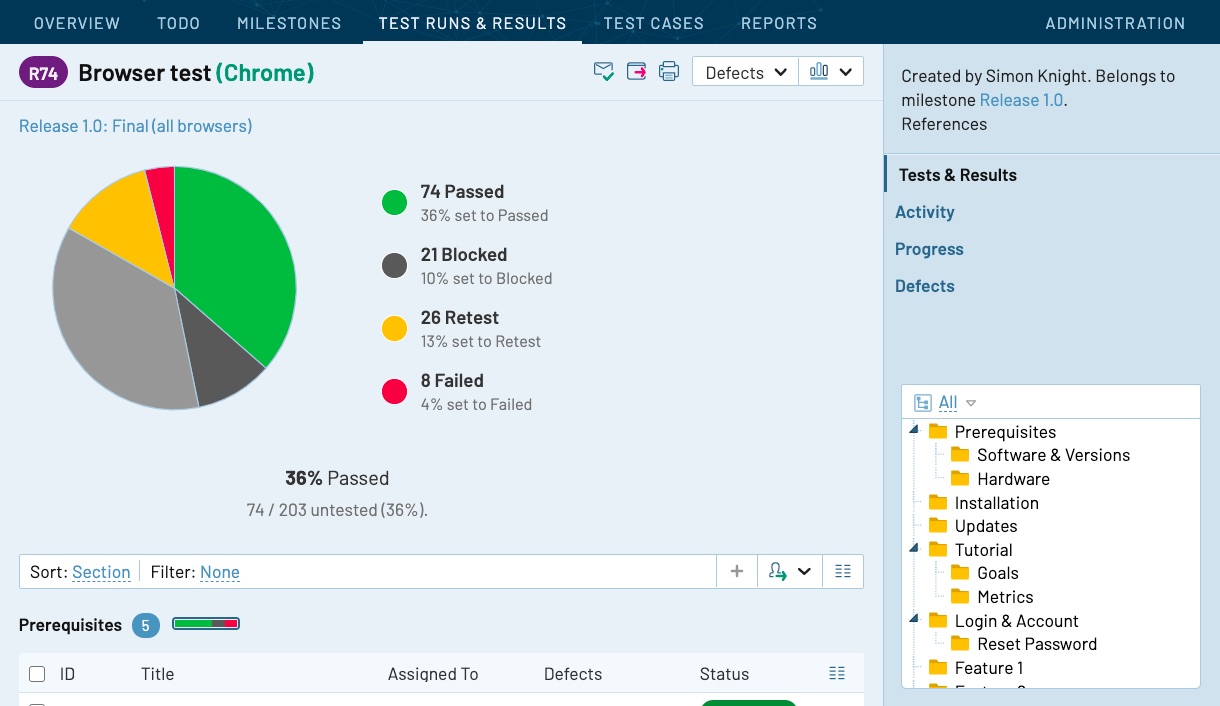 OVERVIEW TODO MILESTONES TEST RUNS & RESULTS TEST CASES REPORTS ADMINISTRATION
R74 Browser test (Chrome)
Defects
Created by Simon Knight. Belongs to
milestone Release 1.0.
References
Release 1.0: Final (all browsers)
74 Passed
36% set to Passed
21 Blocked
10% set to Blocked
26 Retest
13% set to Retest
8 Failed
4% set to Failed
36% Passed
74 / 203 untested (36%).
Tests & Results
Activity
Progress
Defects
All
Prerequisites
Software & Versions
Hardware
Installation
Updates
Tutorial
Goals
Metrics
Login & Account
Reset Password
Feature 1
Sort: Section Filter: None
Prerequisites 5
ID Title Assigned To Defects Status